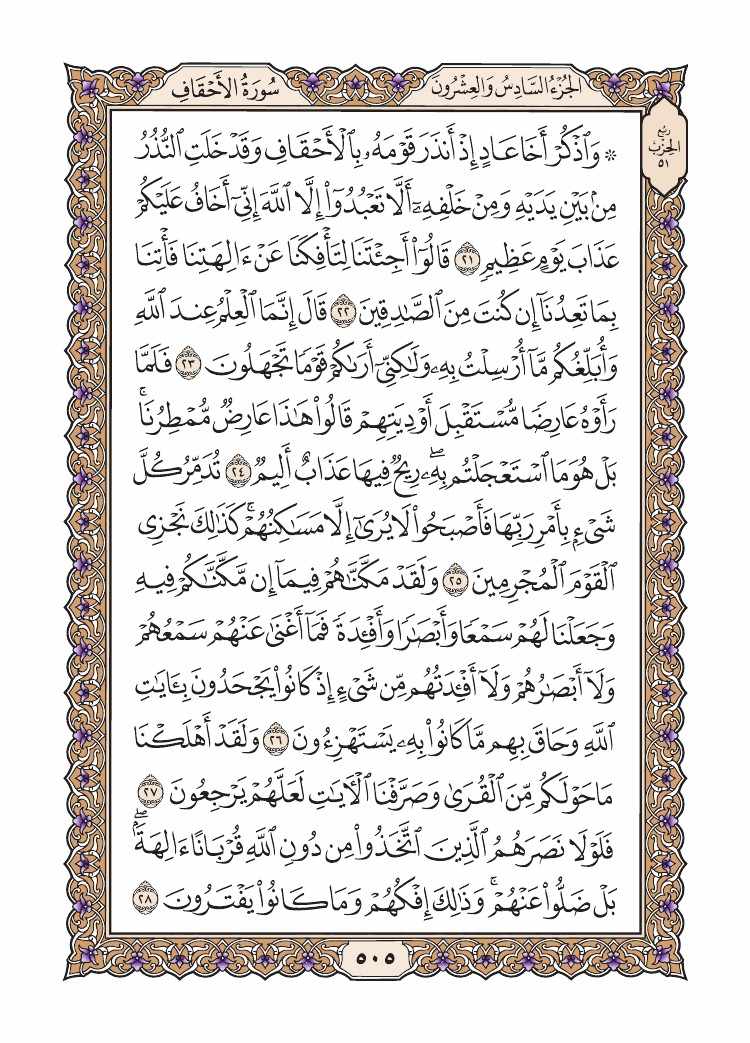 الجُزْءُ السَّادِسُ وَالعِشْرُونَ
سُورَةُ الأَحْقَافِ
رُبُع
الحِزْب
٥١
۞ وَٱذْكُرْ أَخَا عَادٍ إِذْ أَنذَرَ قَوْمَهُۥ بِٱلْأَحْقَافِ وَقَدْ خَلَتِ ٱلنُّذُرُ
مِنۢ بَيْنِ يَدَيْهِ وَمِنْ خَلْفِهِۦٓ أَلَّا تَعْبُدُوٓا۟ إِلَّا ٱللَّهَ إِنِّىٓ أَخَافُ عَلَيْكُمْ
عَذَابَ يَوْمٍ عَظِيمٍ ٢١ قَالُوٓا۟ أَجِئْتَنَا لِتَأْفِكَنَا عَنْ ءَالِهَتِنَا فَأْتِنَا
بِمَا تَعِدُنَآ إِن كُنتَ مِنَ ٱلصَّـٰدِقِينَ ٢٢ قَالَ إِنَّمَا ٱلْعِلْمُ عِندَ ٱللَّهِ
وَأُبَلِّغُكُم مَّآ أُرْسِلْتُ بِهِۦ وَلَـٰكِنِّىٓ أَرَىٰكُمْ قَوْمًا تَجْهَلُونَ ٢٣ فَلَمَّا
رَأَوْهُ عَارِضًا مُّسْتَقْبِلَ أَوْدِيَتِهِمْ قَالُوا۟ هَـٰذَا عَارِضٌ مُّمْطِرُنَا ۚ
بَلْ هُوَ مَا ٱسْتَعْجَلْتُم بِهِۦ ۖ رِيحٌ فِيهَا عَذَابٌ أَلِيمٌ ٢٤ تُدَمِّرُ كُلَّ
شَىْءٍۭ بِأَمْرِ رَبِّهَا فَأَصْبَحُوا۟ لَا يُرَىٰٓ إِلَّا مَسَـٰكِنُهُمْ ۚ كَذَٰلِكَ نَجْزِى
ٱلْقَوْمَ ٱلْمُجْرِمِينَ ٢٥ وَلَقَدْ مَكَّنَّـٰهُمْ فِيمَآ إِن مَّكَّنَّـٰكُمْ فِيهِ
وَجَعَلْنَا لَهُمْ سَمْعًا وَأَبْصَـٰرًا وَأَفْـِٔدَةً فَمَآ أَغْنَىٰ عَنْهُمْ سَمْعُهُمْ
وَلَآ أَبْصَـٰرُهُمْ وَلَآ أَفْـِٔدَتُهُم مِّن شَىْءٍ إِذْ كَانُوا۟ يَجْحَدُونَ بِـَٔايَـٰتِ
ٱللَّهِ وَحَاقَ بِهِم مَّا كَانُوا۟ بِهِۦ يَسْتَهْزِءُونَ ٢٦ وَلَقَدْ أَهْلَكْنَا
مَا حَوْلَكُم مِّنَ ٱلْقُرَىٰ وَصَرَّفْنَا ٱلْـَٔايَـٰتِ لَعَلَّهُمْ يَرْجِعُونَ ٢٧
فَلَوْلَا نَصَرَهُمُ ٱلَّذِينَ ٱتَّخَذُوا۟ مِن دُونِ ٱللَّهِ قُرْبَانًا ءَالِهَةًۢ ۖ
بَلْ ضَلُّوا۟ عَنْهُمْ ۚ وَذَٰلِكَ إِفْكُهُمْ وَمَا كَانُوا۟ يَفْتَرُونَ ٢٨
٥٠٥